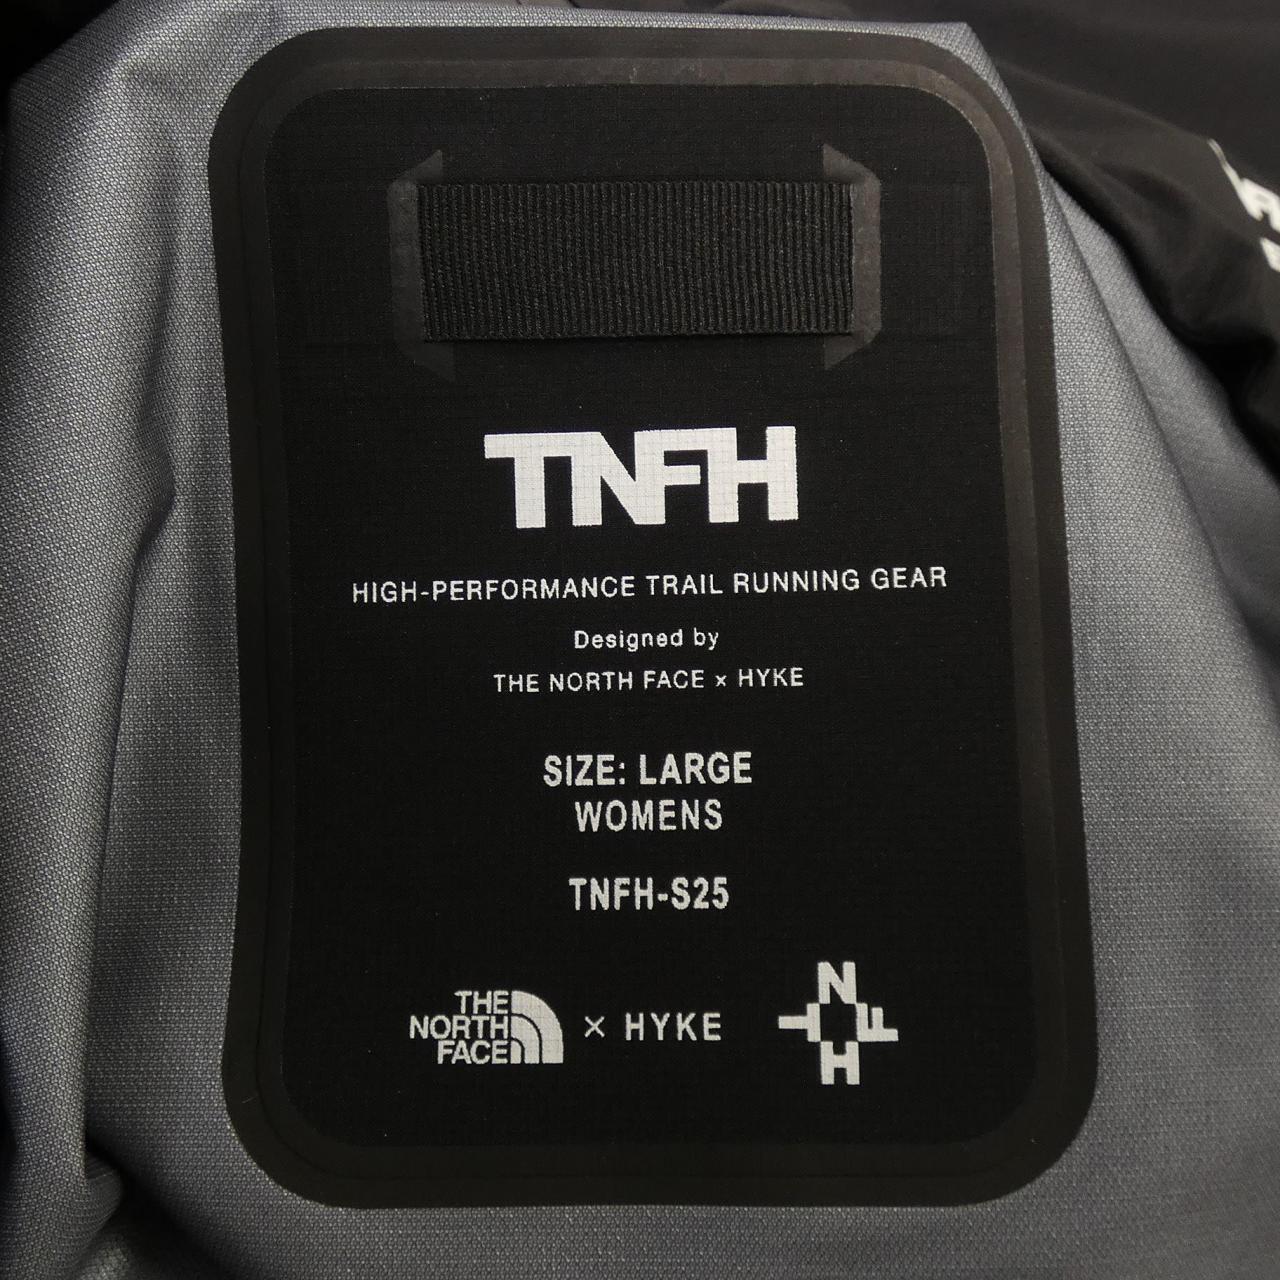 TNFH
HIGH-PERFORMANCE TRAIL RUNNING GEAR
Designed by
THE NORTH FACE × HYKE
SIZE: LARGE
WOMENS
TNFH-S25
THE
NORTH
FACE
× HYKE
N
T F
H